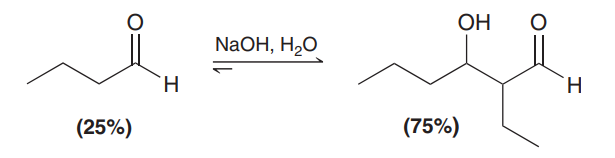 O
OH O
NaOH, H₂O
H
H
(25%)
(75%)